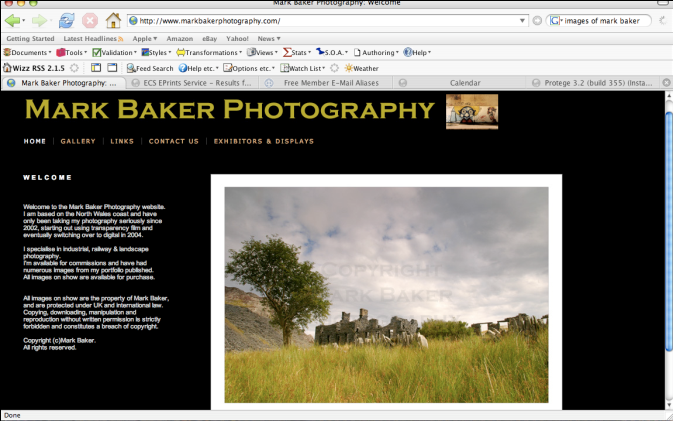 Mark Baker Photography: Welcome
http://www.markbakerphotography.com/
images of mark baker
Getting Started Latest Headlines Apple Amazon eBay Yahoo! News
Documents Tools Validation Styles Transformations Views Stats S.O.A. Authoring Help
Wizz RSS 2.1.5 Feed Search Help etc. Options etc. Watch List Weather
Mark Baker Photography: ... ECS EPrints Service – Results f... Free Member E-Mail Aliases Calendar Protege 3.2 (build 355) (Insta...
MARK BAKER PHOTOGRAPHY
HOME | GALLERY | LINKS | CONTACT US | EXHIBITORS & DISPLAYS
WELCOME
Welcome to the Mark Baker Photography website.
I am based on the North Wales coast and have
only been taking my photography seriously since
2002, starting out using transparency film and
eventually switching over to digital in 2004.
I specialise in industrial, railway & landscape
photography.
I'm available for commissions and have had
numerous images from my portfolio published.
All images on show are available for purchase.
All images on show are the property of Mark Baker,
and are protected under UK and international law.
Copying, downloading, manipulation and
reproduction without written permission is strictly
forbidden and constitutes a breach of copyright.
Copyright (c)Mark Baker.
All rights reserved.
COPYRIGHT
MARK BAKER
Done